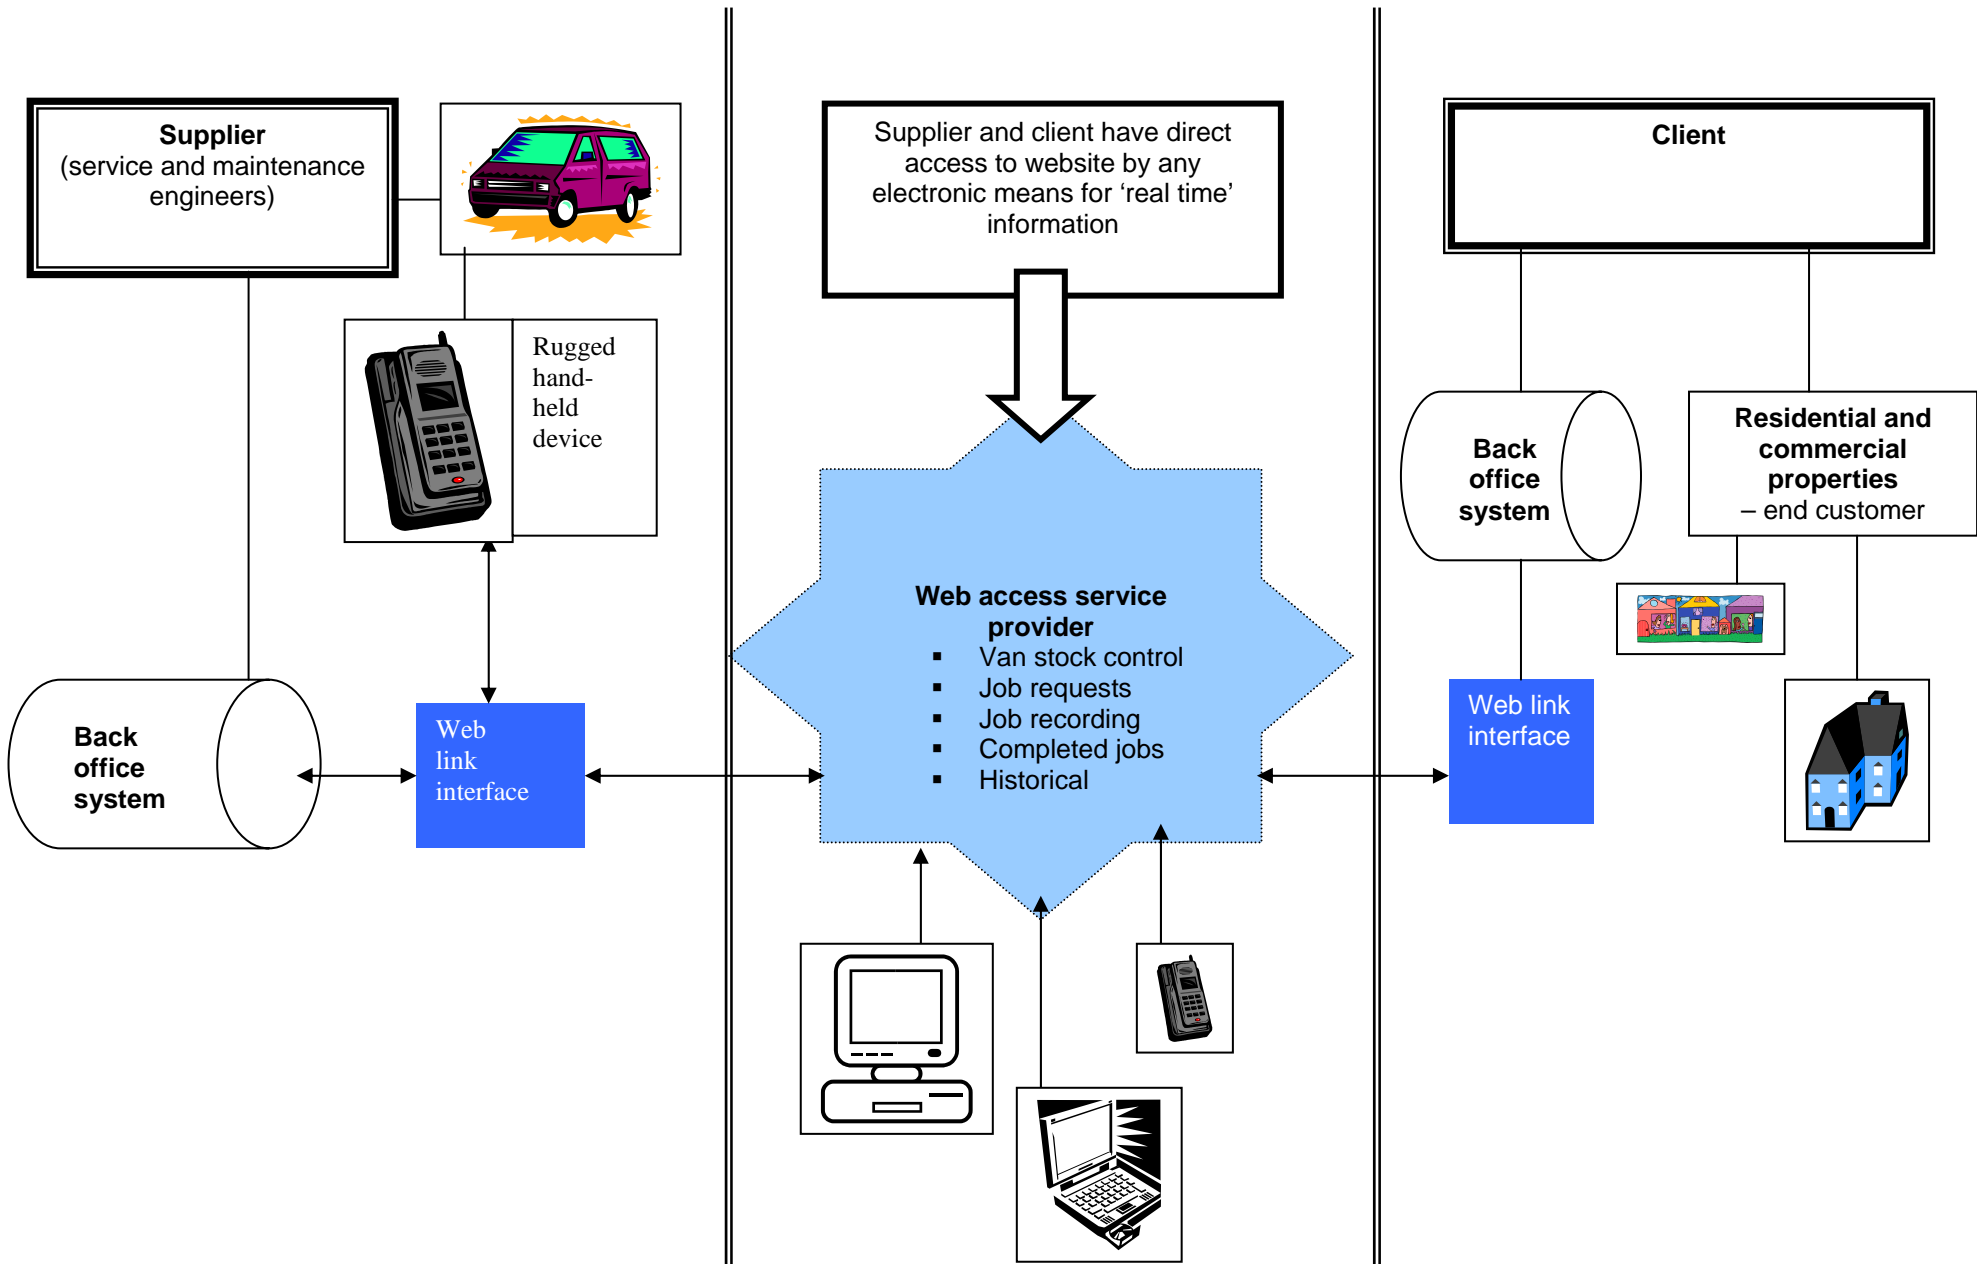 Supplier
(service and maintenance
engineers)
Rugged
hand-
held
device
Back
office
system
Web
link
interface
Supplier and client have direct
access to website by any
electronic means for ‘real time’
information
Web access service
provider
▪ Van stock control
▪ Job requests
▪ Job recording
▪ Completed jobs
▪ Historical
Client
Back
office
system
Residential and
commercial
properties
– end customer
Web link
interface